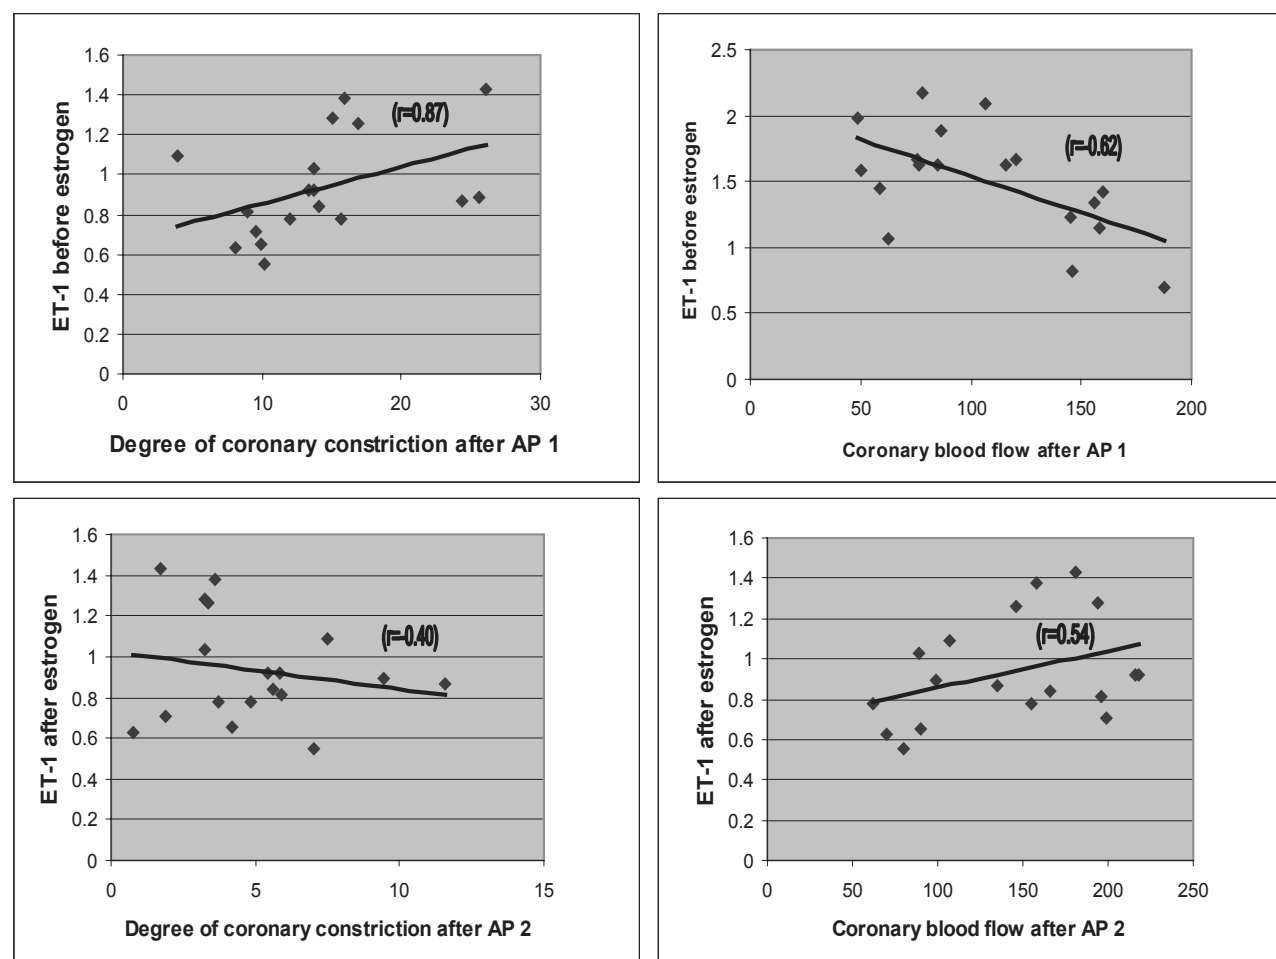 1.6
1.4
1.2
1
0.8
0.6
0.4
0.2
0
0 10 20 30
ET-1 before estrogen
(r=0.87)
Degree of coronary constriction after AP 1
2.5
2
1.5
1
0.5
0
0 50 100 150 200
ET-1 before estrogen
(r=-0.62)
Coronary blood flow after AP 1
1.6
1.4
1.2
1
0.8
0.6
0.4
0.2
0
0 5 10 15
ET-1 after estrogen
(r=-0.40)
Degree of coronary constriction after AP 2
1.6
1.4
1.2
1
0.8
0.6
0.4
0.2
0
0 50 100 150 200 250
ET-1 after estrogen
(r=0.54)
Coronary blood flow after AP 2